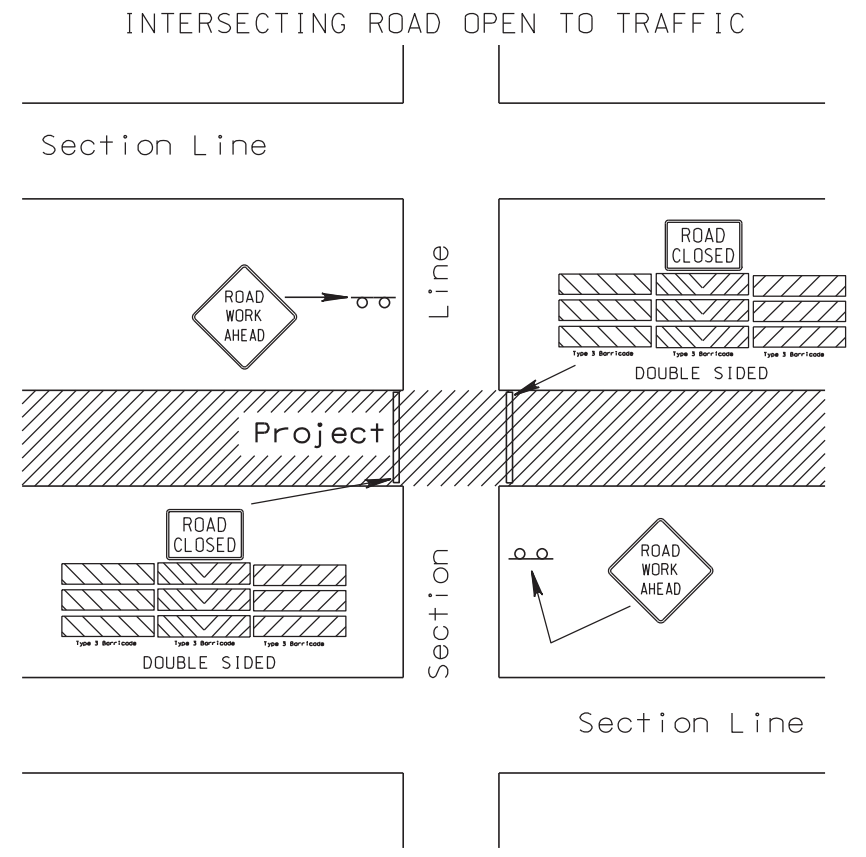 INTERSECTING ROAD OPEN TO TRAFFIC
Section Line
ROAD
CLOSED
Line
ROAD
WORK
AHEAD
Type 3 Barricade
Type 3 Barricade
Type 3 Barricade
DOUBLE SIDED
Project
ROAD
CLOSED
Type 3 Barricade
Type 3 Barricade
Type 3 Barricade
DOUBLE SIDED
Section
ROAD
WORK
AHEAD
Section Line